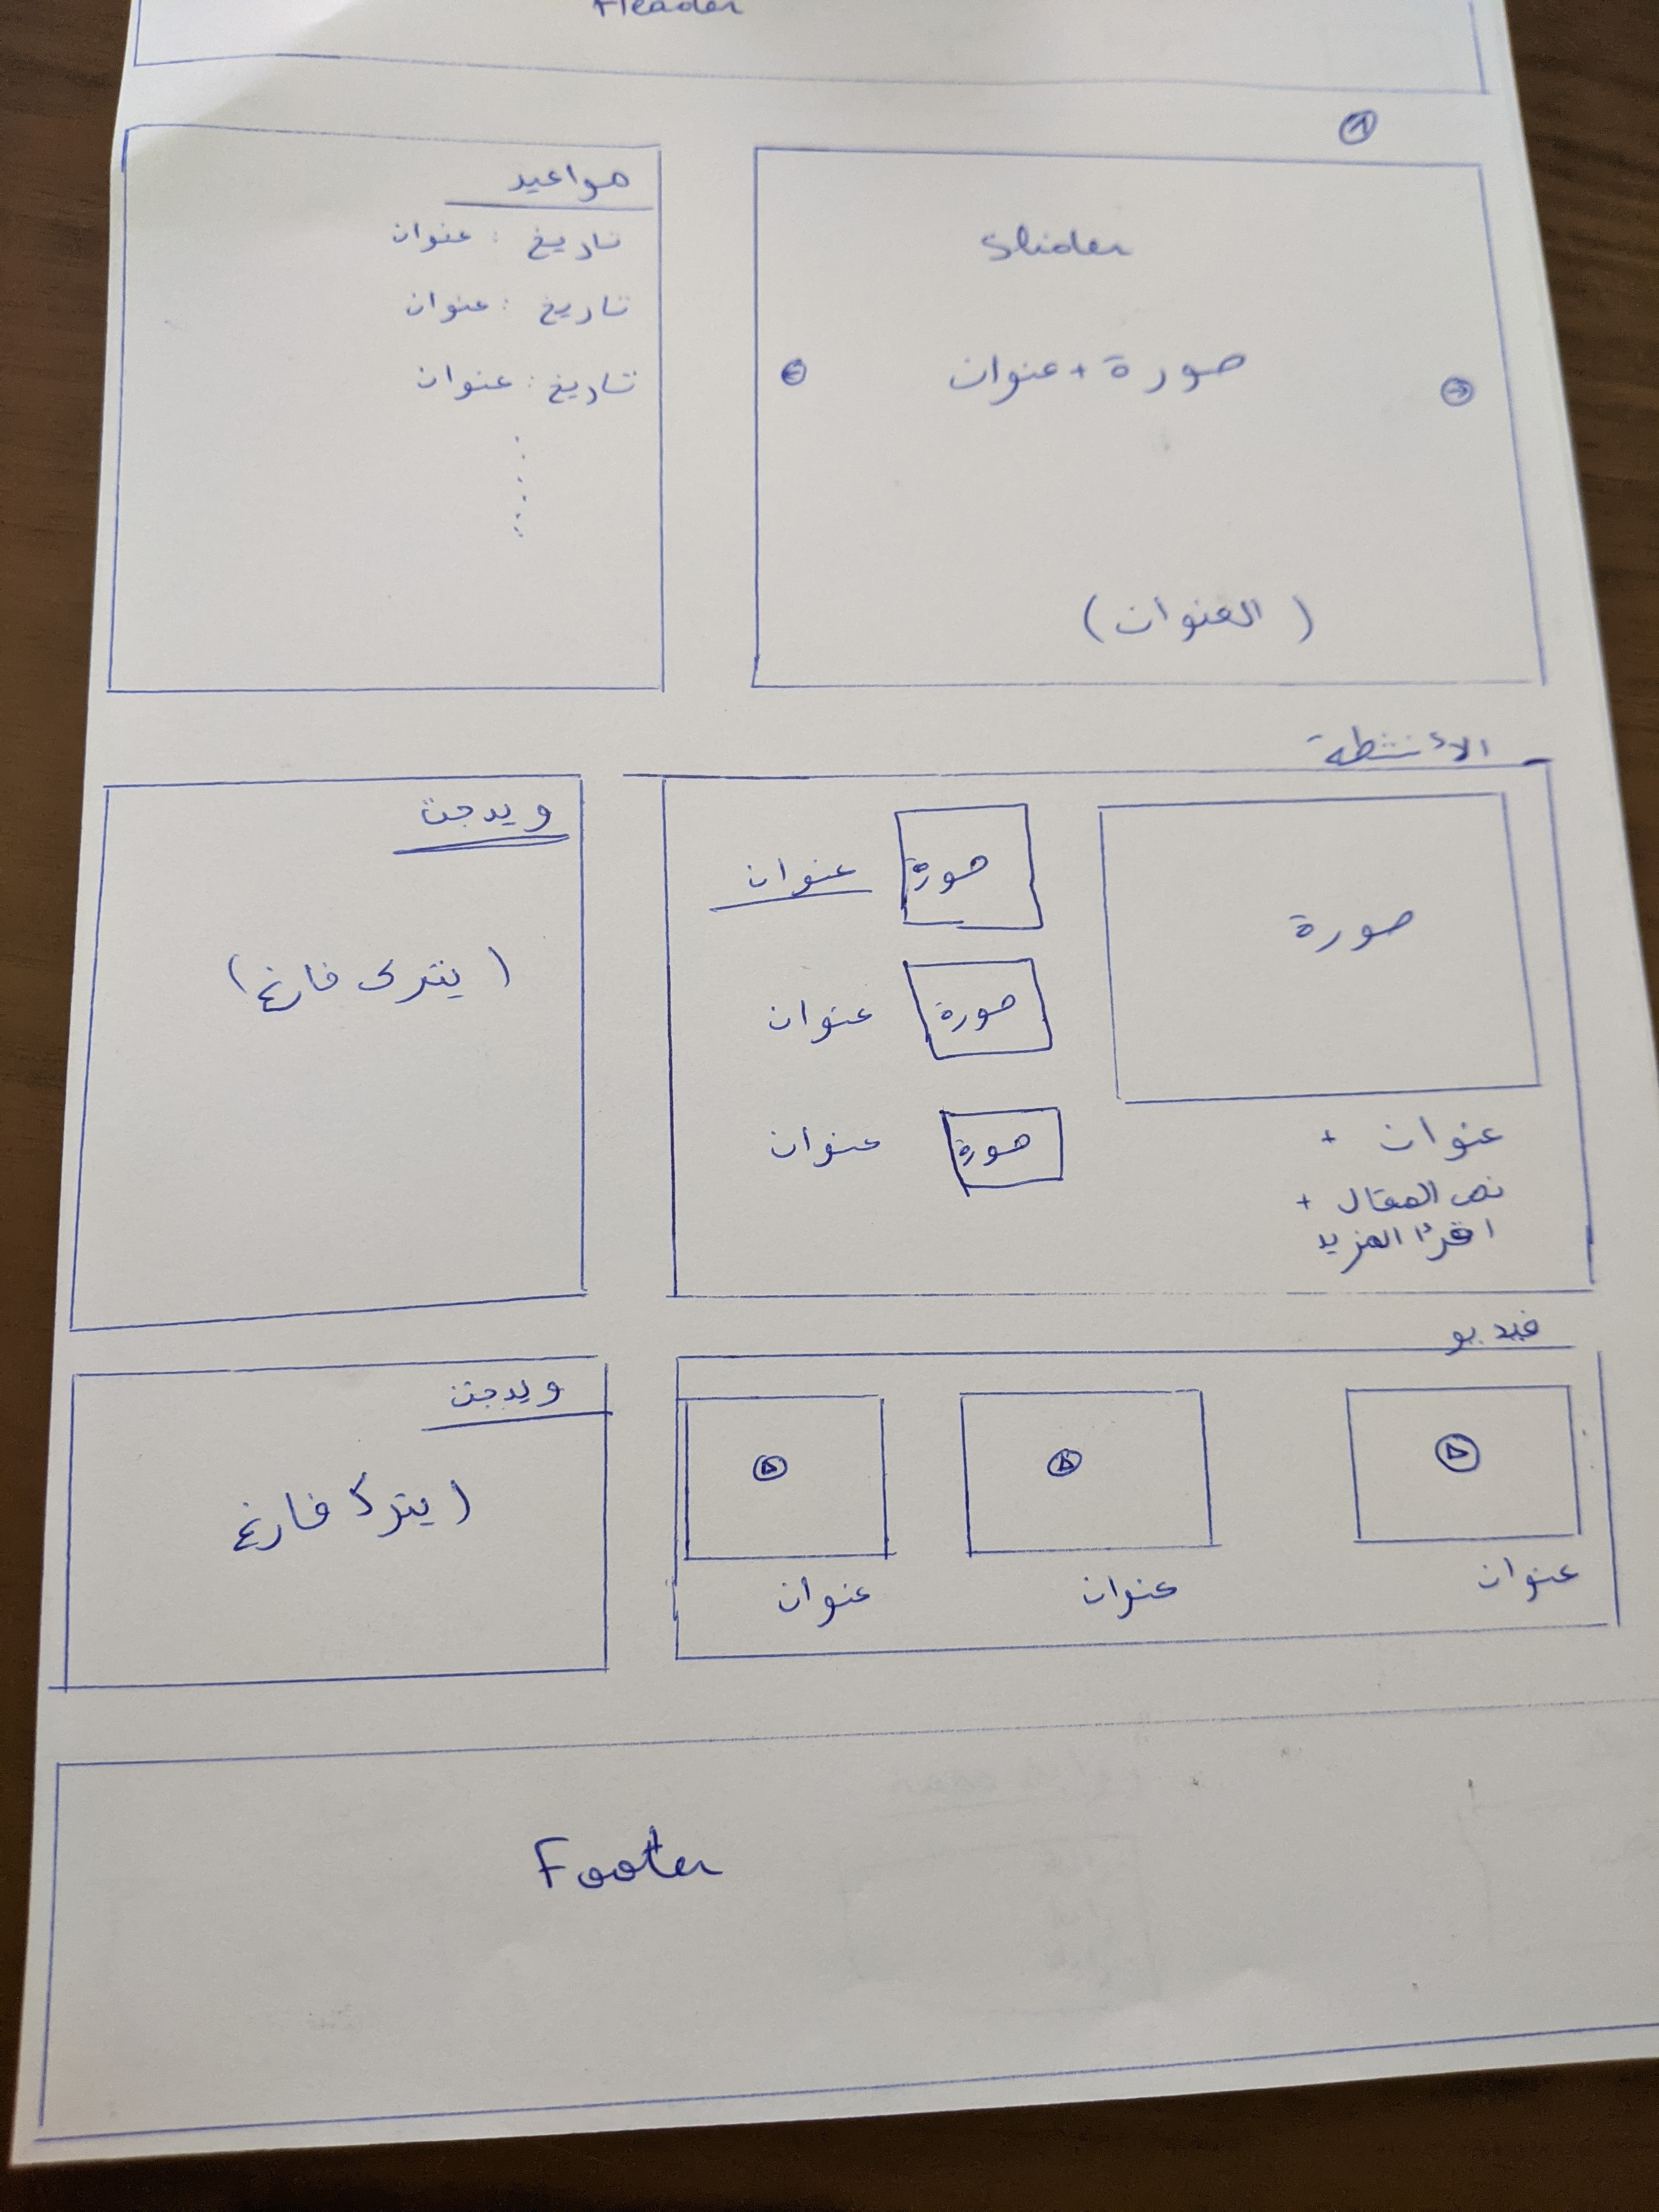 Header
1
Slider
صورة + عنوان
(العنوان)
مواعيد
تاريخ : عنوان
تاريخ : عنوان
تاريخ : عنوان
الأنشطة
صورة
عنوان +
نص المقال +
اقرأ المزيد
صورة عنوان
صورة عنوان
صورة عنوان
ويدجت
(يترك فارغ)
فيديو
عنوان عنوان عنوان
ويدجت
(يترك فارغ
Footer